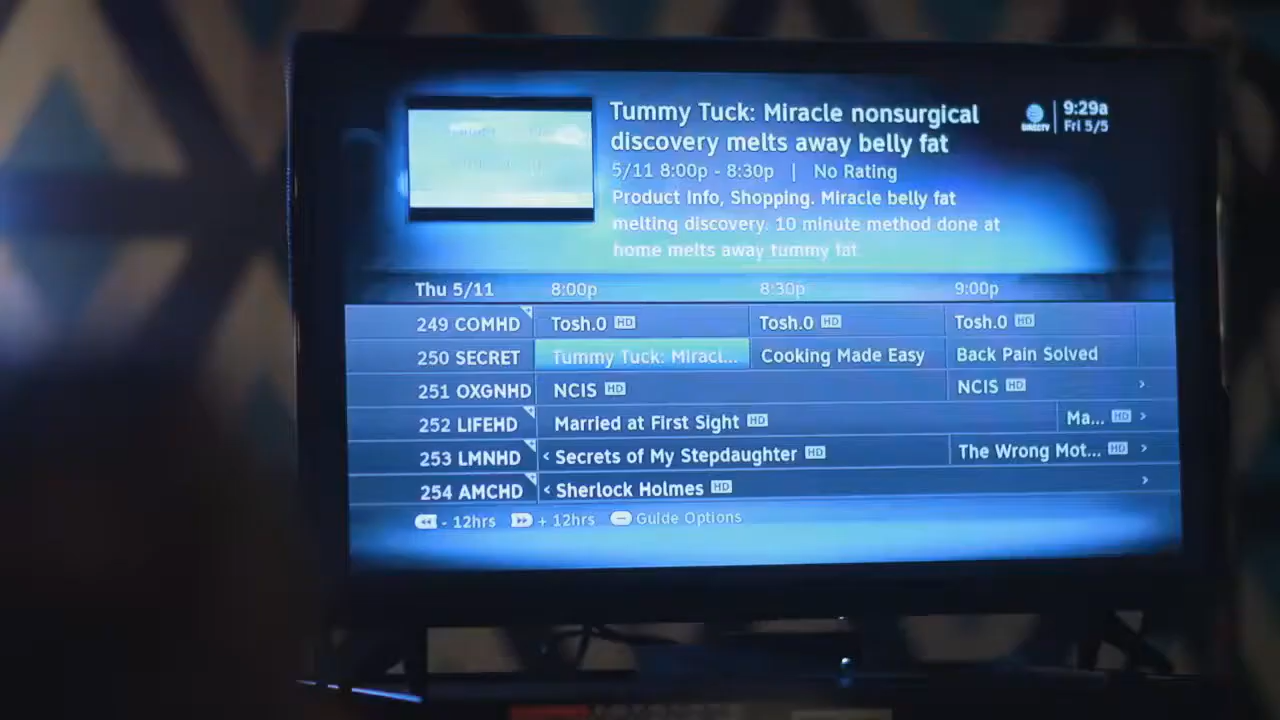 Tummy Tuck: Miracle nonsurgical
discovery melts away belly fat
5/11 8:00p - 8:30p | No Rating
Product Info, Shopping. Miracle belly fat
melting discovery. 10 minute method done at
home melts away tummy fat.
DIRECTV
9:29a
Fri 5/5
Thu 5/11 8:00p 8:30p 9:00p
249 COMHD Tosh.0 HD Tosh.0 HD Tosh.0 HD
250 SECRET Tummy Tuck: Miracl... Cooking Made Easy Back Pain Solved
251 OXGNHD NCIS HD NCIS HD >
252 LIFEHD Married at First Sight HD Ma... HD >
253 LMNHD < Secrets of My Stepdaughter HD The Wrong Mot... HD >
254 AMCHD < Sherlock Holmes HD >
- 12hrs + 12hrs Guide Options